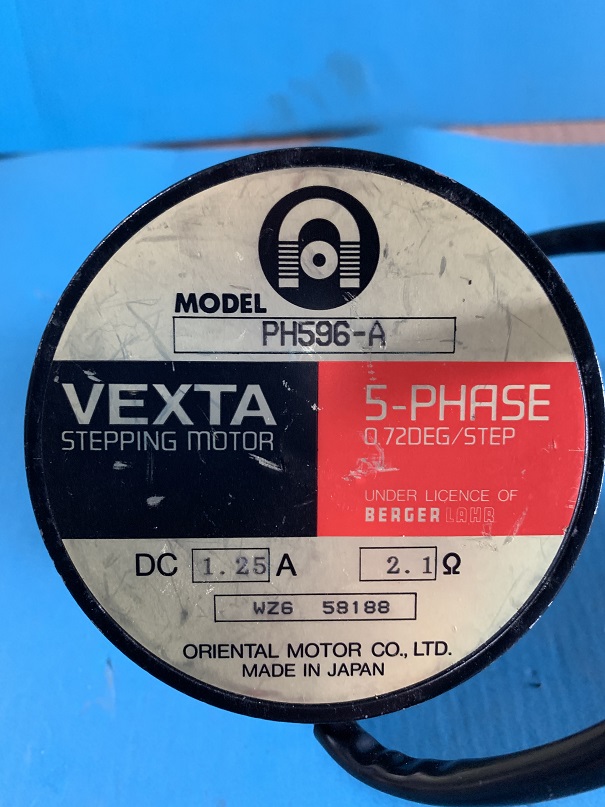 MODEL
PH596-A
VEXTA
STEPPING MOTOR
5-PHASE
0.72DEG/STEP
UNDER LICENCE OF
BERGER LAHR
DC 1.25 A 2.1 Ω
WZ6 58188
ORIENTAL MOTOR CO., LTD.
MADE IN JAPAN